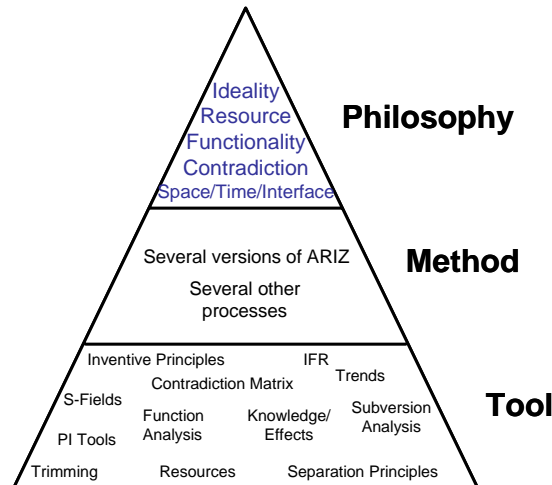 Ideality
Resource
Functionality
Contradiction
Space/Time/Interface
Philosophy
Several versions of ARIZ
Several other
processes
Method
Inventive Principles
IFR
Trends
Contradiction Matrix
S-Fields
Function
Analysis
Knowledge/
Effects
Subversion
Analysis
Tool
PI Tools
Trimming
Resources
Separation Principles